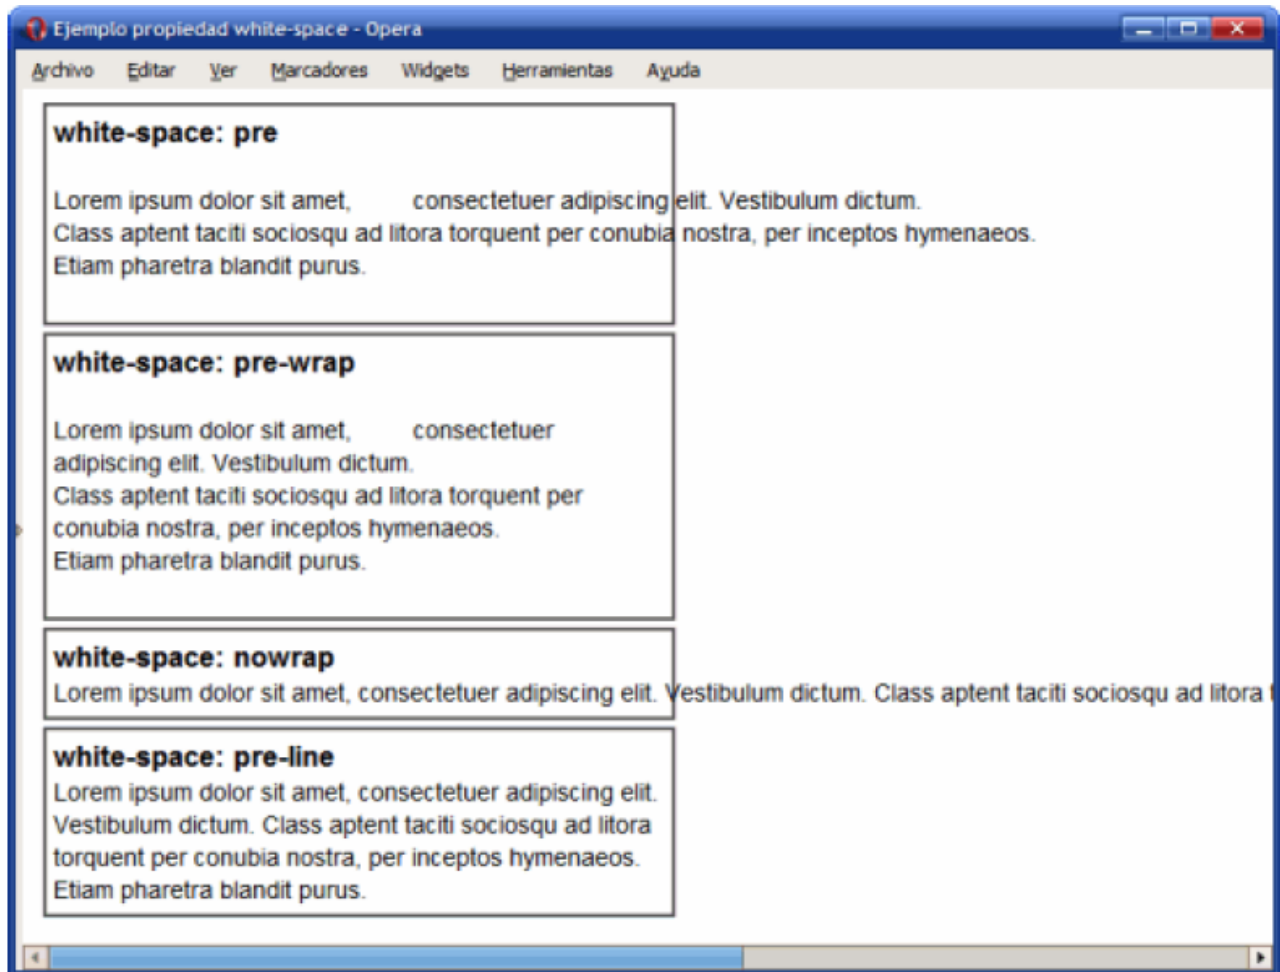 Ejemplo propiedad white-space - Opera
Archivo Editar Ver Marcadores Widgets Herramientas Ayuda
white-space: pre
Lorem ipsum dolor sit amet, consectetuer adipiscing elit. Vestibulum dictum.
Class aptent taciti sociosqu ad litora torquent per conubia nostra, per inceptos hymenaeos.
Etiam pharetra blandit purus.
white-space: pre-wrap
Lorem ipsum dolor sit amet, consectetuer
adipiscing elit. Vestibulum dictum.
Class aptent taciti sociosqu ad litora torquent per
conubia nostra, per inceptos hymenaeos.
Etiam pharetra blandit purus.
white-space: nowrap
Lorem ipsum dolor sit amet, consectetuer adipiscing elit. Vestibulum dictum. Class aptent taciti sociosqu ad litora
white-space: pre-line
Lorem ipsum dolor sit amet, consectetuer adipiscing elit.
Vestibulum dictum. Class aptent taciti sociosqu ad litora
torquent per conubia nostra, per inceptos hymenaeos.
Etiam pharetra blandit purus.